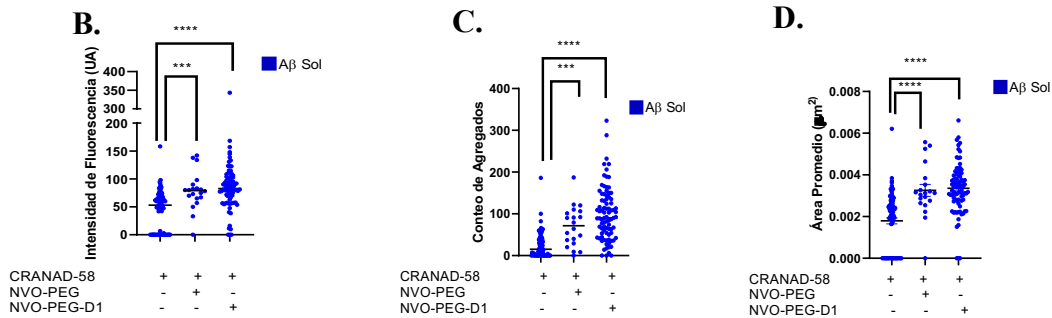 B.
****
***
Aβ Sol
Intensidad de Fluorescencia (UA)
400
350
300
250
200
200
150
100
50
0
CRANAD-58 + + +
NVO-PEG - + -
NVO-PEG-D1 - - +
C.
****
***
Aβ Sol
Conteo de Agregados
400
300
200
100
0
CRANAD-58 + + +
NVO-PEG - + -
NVO-PEG-D1 - - +
D.
****
****
Aβ Sol
Área Promedio (µm²)
0.008
0.006
0.004
0.002
0.000
CRANAD-58 + + +
NVO-PEG - + -
NVO-PEG-D1 - - +